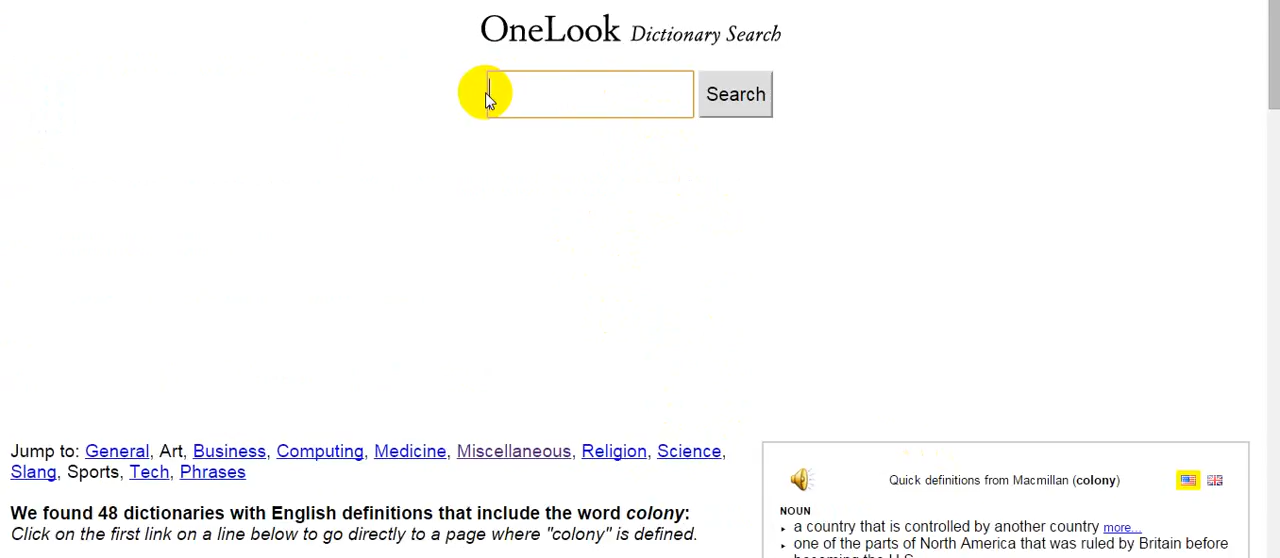 OneLook Dictionary Search
Search
Jump to: General, Art, Business, Computing, Medicine, Miscellaneous, Religion, Science,
Slang, Sports, Tech, Phrases
We found 48 dictionaries with English definitions that include the word colony:
Click on the first link on a line below to go directly to a page where "colony" is defined.
Quick definitions from Macmillan (colony)
NOUN
a country that is controlled by another country more...
one of the parts of North America that was ruled by Britain before
becoming the U.S.